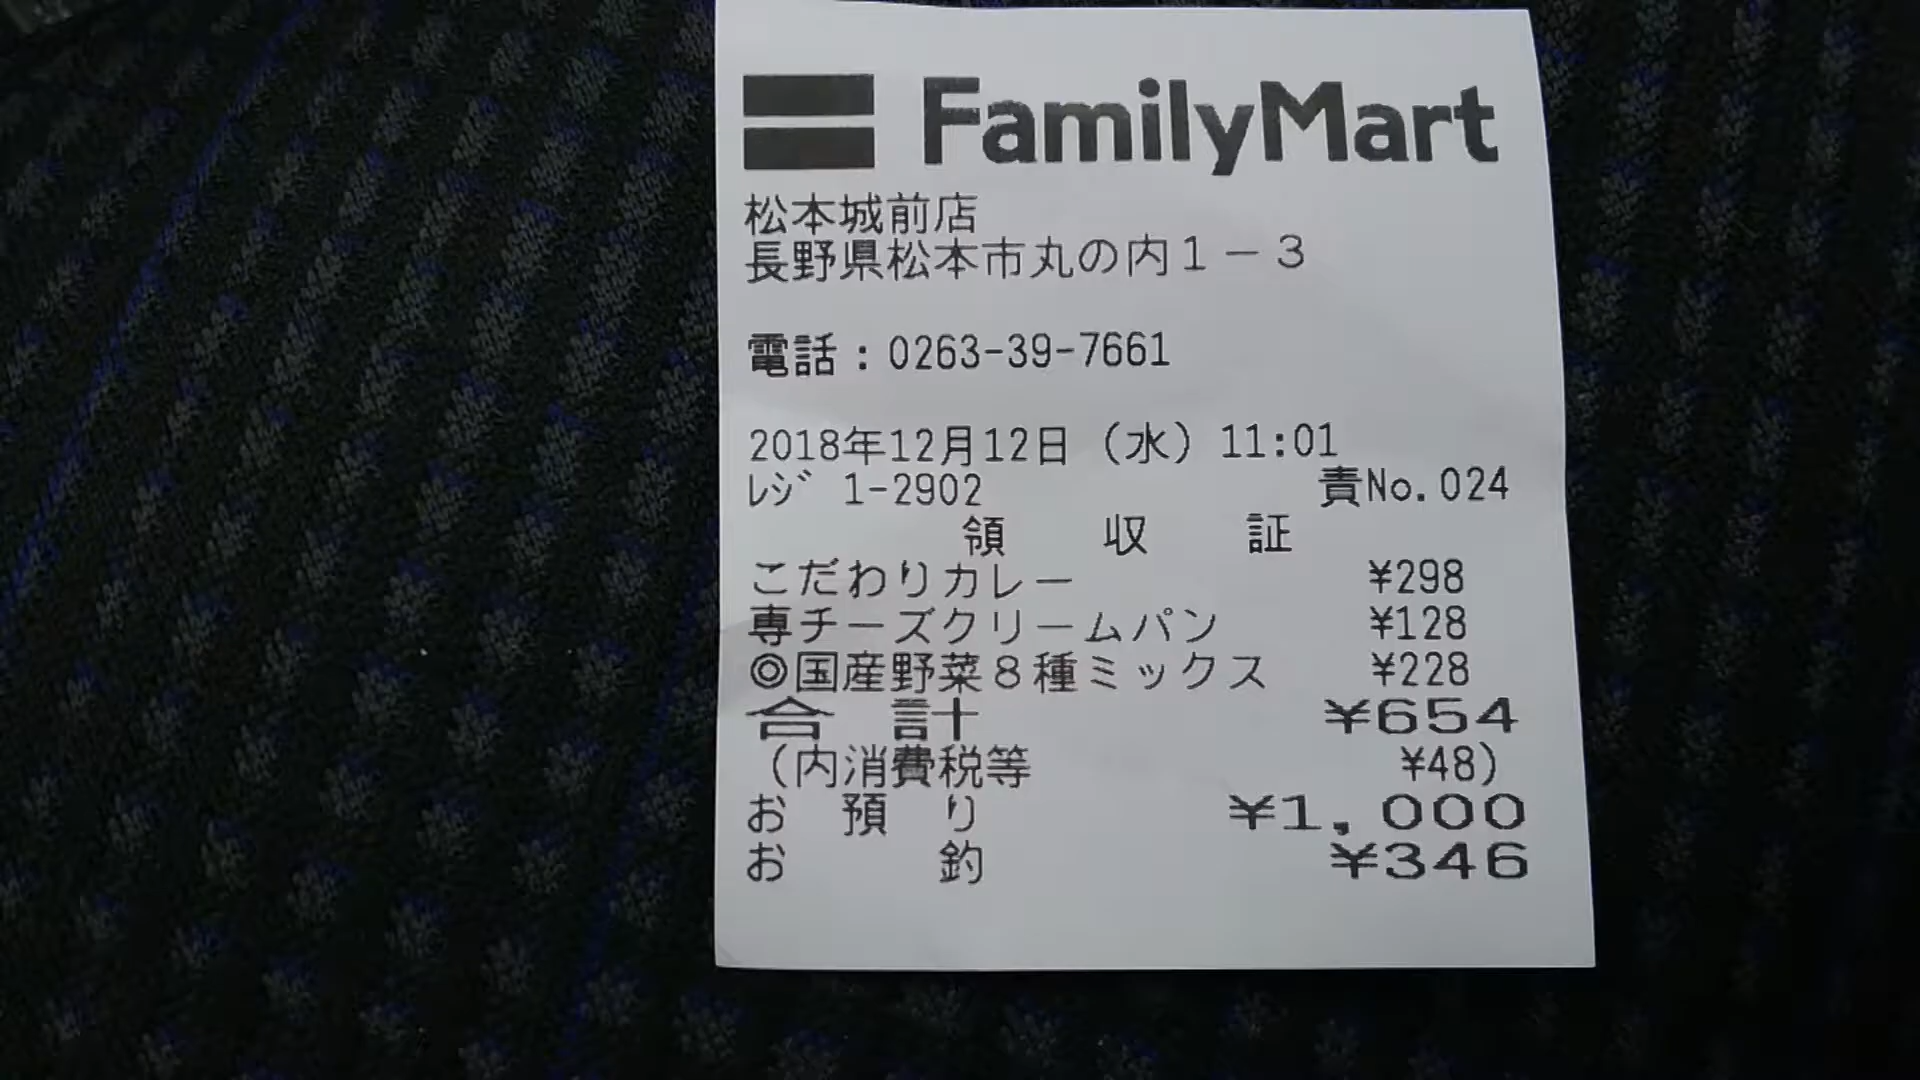 FamilyMart
松本城前店
長野県松本市丸の内1-3
電話:0263-39-7661
2018年12月12日(水)11:01
レジ 1-2902 責No.024
領 収 証
こだわりカレー ¥298
専チーズクリームパン ¥128
◎国産野菜8種ミックス ¥228
合 計 ¥654
(内消費税等 ¥48)
お 預 り ¥1,000
お 釣 ¥346